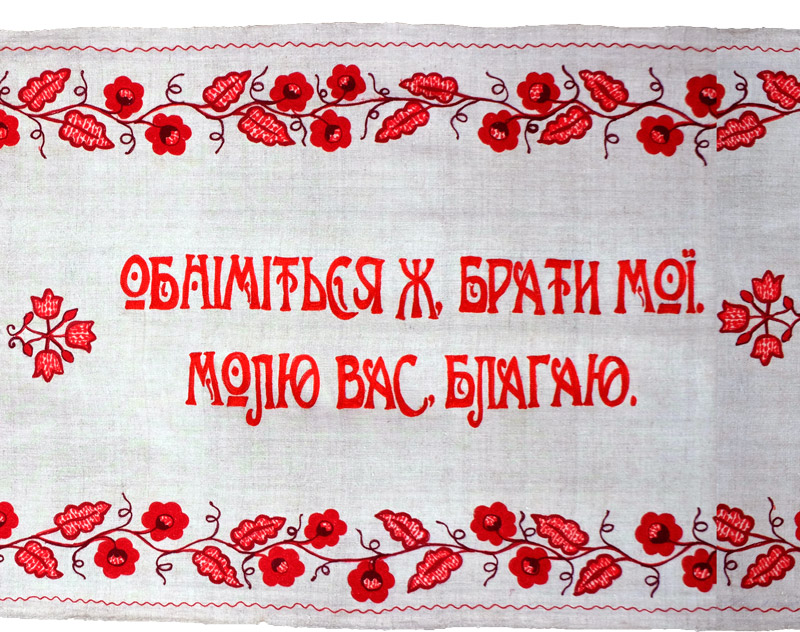 ОБНІМІТЬСЯ Ж, БРАТИ МОЇ.
МОЛЮ ВАС, БЛАГАЮ.